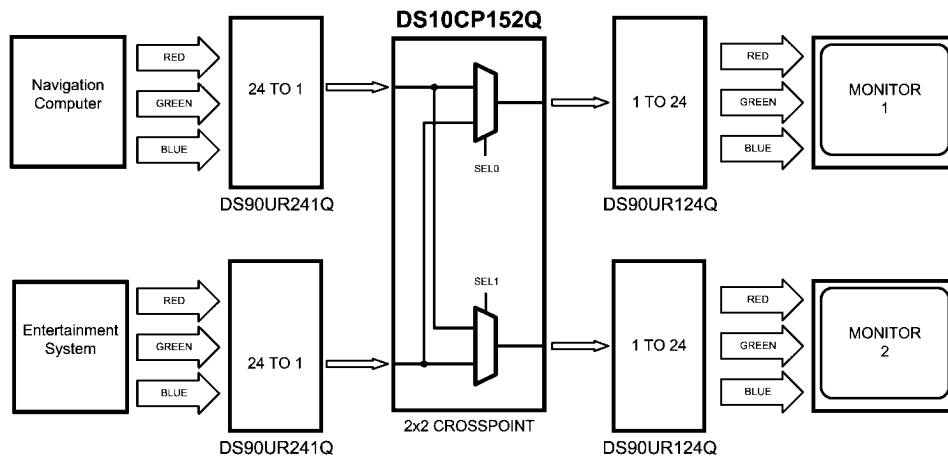 DS10CP152Q
Navigation
Computer
RED
GREEN
BLUE
24 TO 1
DS90UR241Q
SEL0
1 TO 24
DS90UR124Q
RED
GREEN
BLUE
MONITOR
1
Entertainment
System
RED
GREEN
BLUE
24 TO 1
DS90UR241Q
SEL1
2x2 CROSSPOINT
1 TO 24
DS90UR124Q
RED
GREEN
BLUE
MONITOR
2